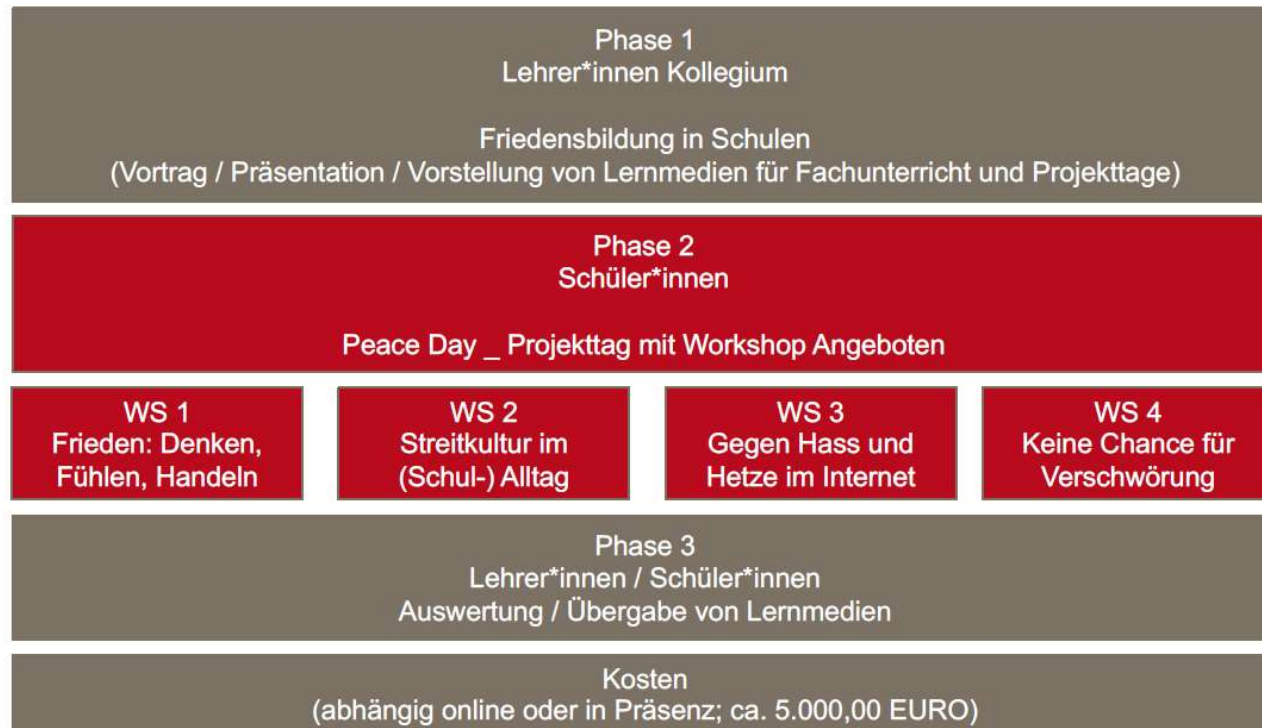 Phase 1
Lehrer*innen Kollegium
Friedensbildung in Schulen
(Vortrag / Präsentation / Vorstellung von Lernmedien für Fachunterricht und Projekttage)
Phase 2
Schüler*innen
Peace Day _ Projekttag mit Workshop Angeboten
WS 1
Frieden: Denken,
Fühlen, Handeln
WS 2
Streitkultur im
(Schul-) Alltag
WS 3
Gegen Hass und
Hetze im Internet
WS 4
Keine Chance für
Verschwörung
Phase 3
Lehrer*innen / Schüler*innen
Auswertung / Übergabe von Lernmedien
Kosten
(abhängig online oder in Präsenz; ca. 5.000,00 EURO)